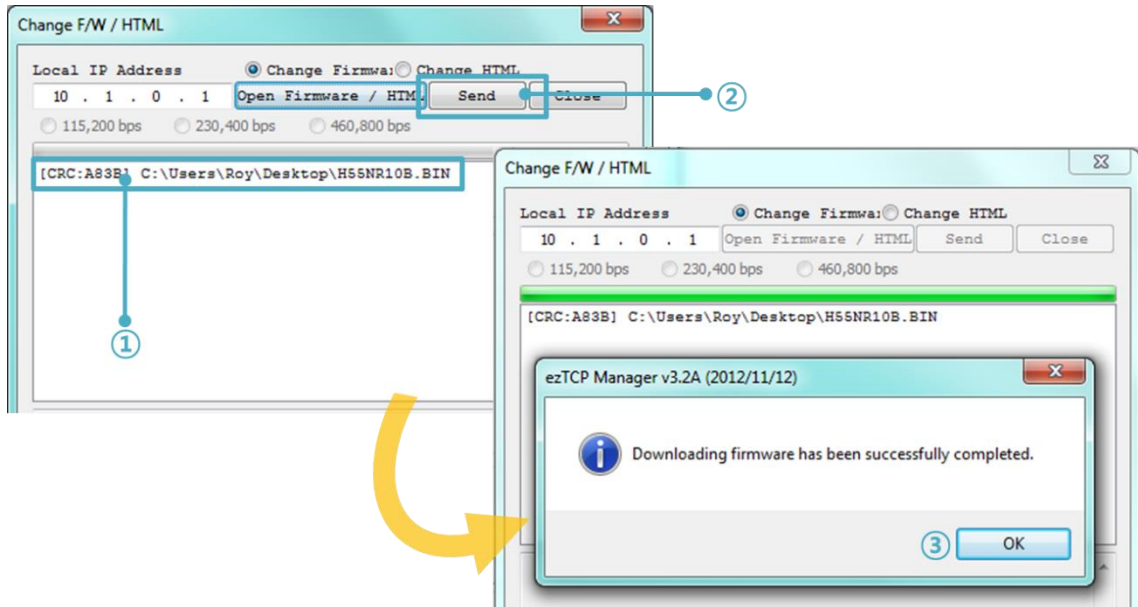 Change F/W / HTML
Local IP Address Change Firmwa: Change HTML
10 . 1 . 0 . 1 Open Firmware / HTML Send Close
②
115,200 bps 230,400 bps 460,800 bps
[CRC:A83B] C:\Users\Roy\Desktop\H55NR10B.BIN
①
Change F/W / HTML
Local IP Address Change Firmwa: Change HTML
10 . 1 . 0 . 1 Open Firmware / HTML Send Close
115,200 bps 230,400 bps 460,800 bps
[CRC:A83B] C:\Users\Roy\Desktop\H55NR10B.BIN
ezTCP Manager v3.2A (2012/11/12)
Downloading firmware has been successfully completed.
③ OK